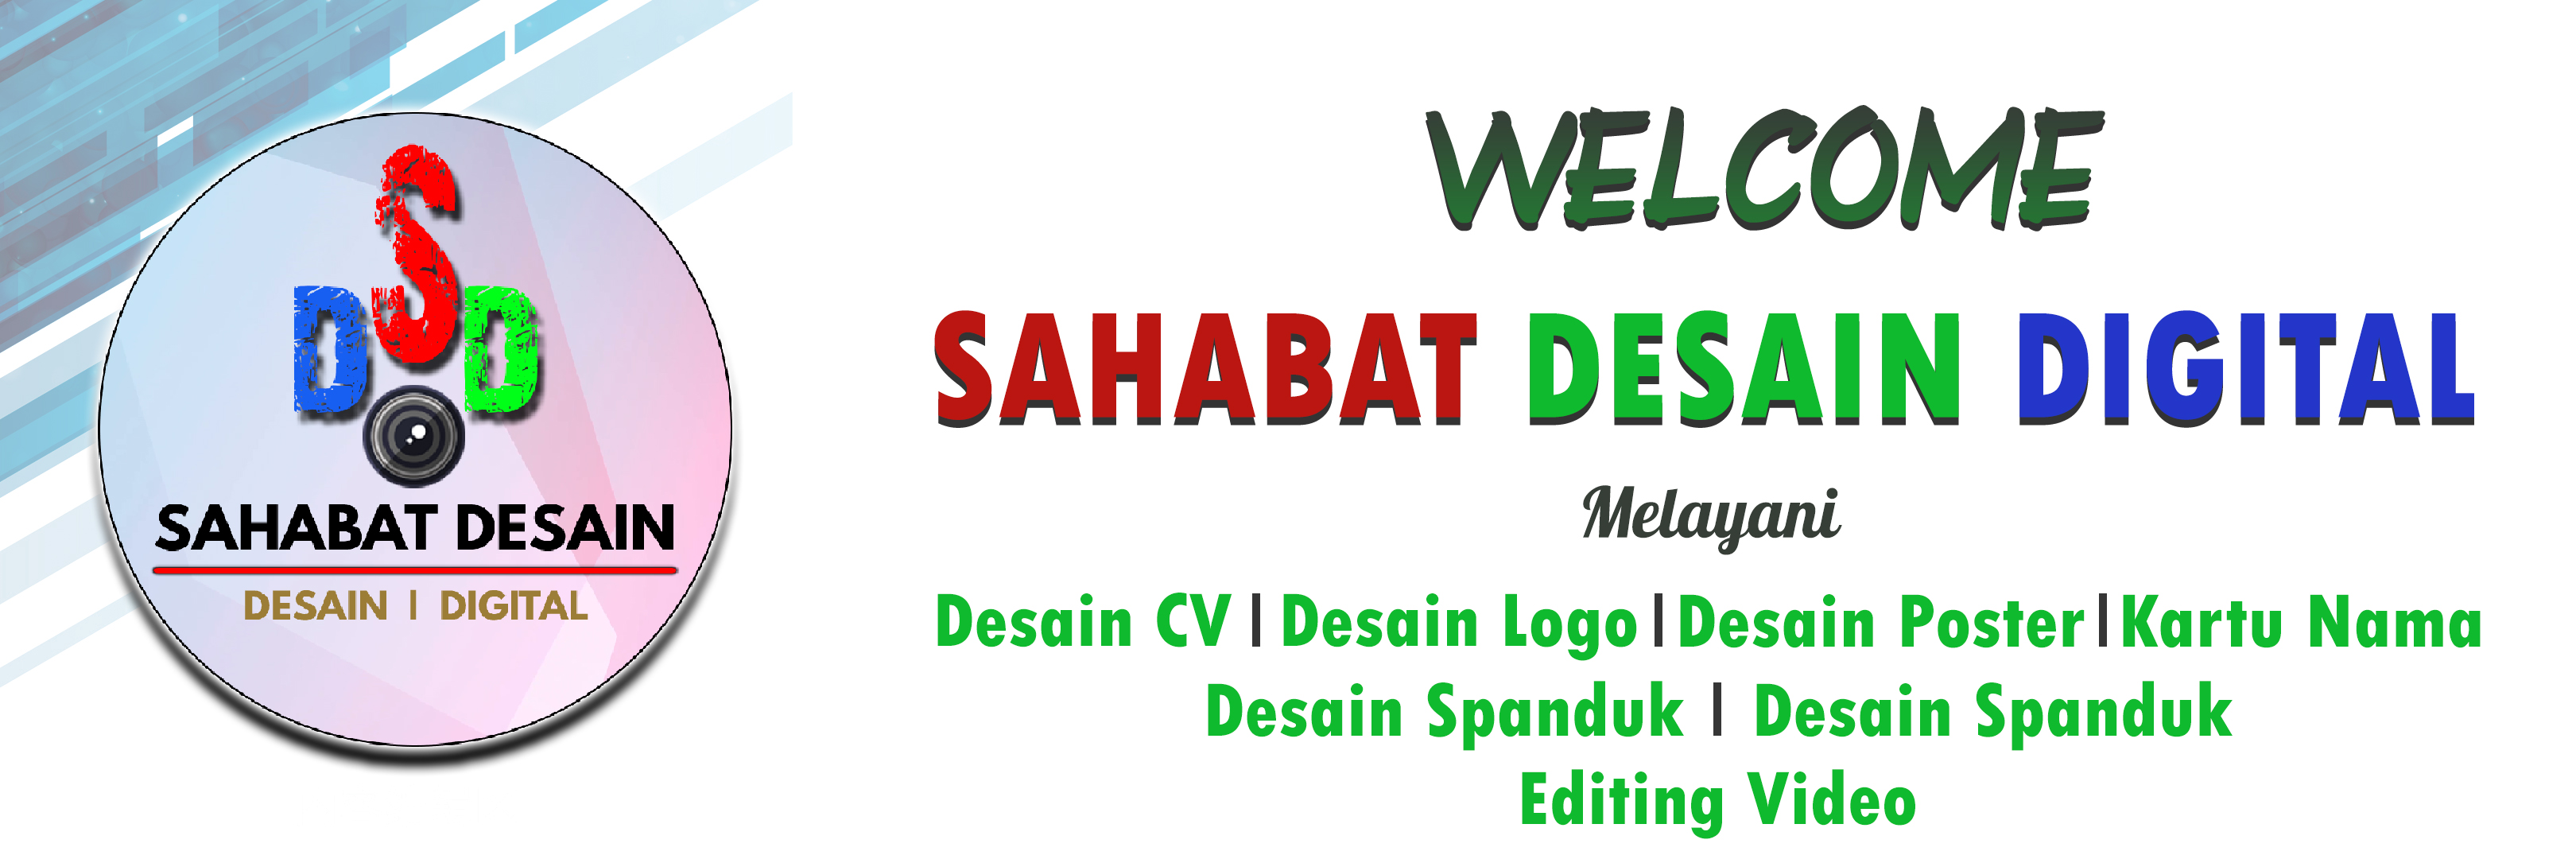 DSD
SAHABAT DESAIN
DESAIN | DIGITAL
WELCOME
SAHABAT DESAIN DIGITAL
Melayani
Desain CV | Desain Logo | Desain Poster | Kartu Nama
Desain Spanduk | Desain Spanduk
Editing Video